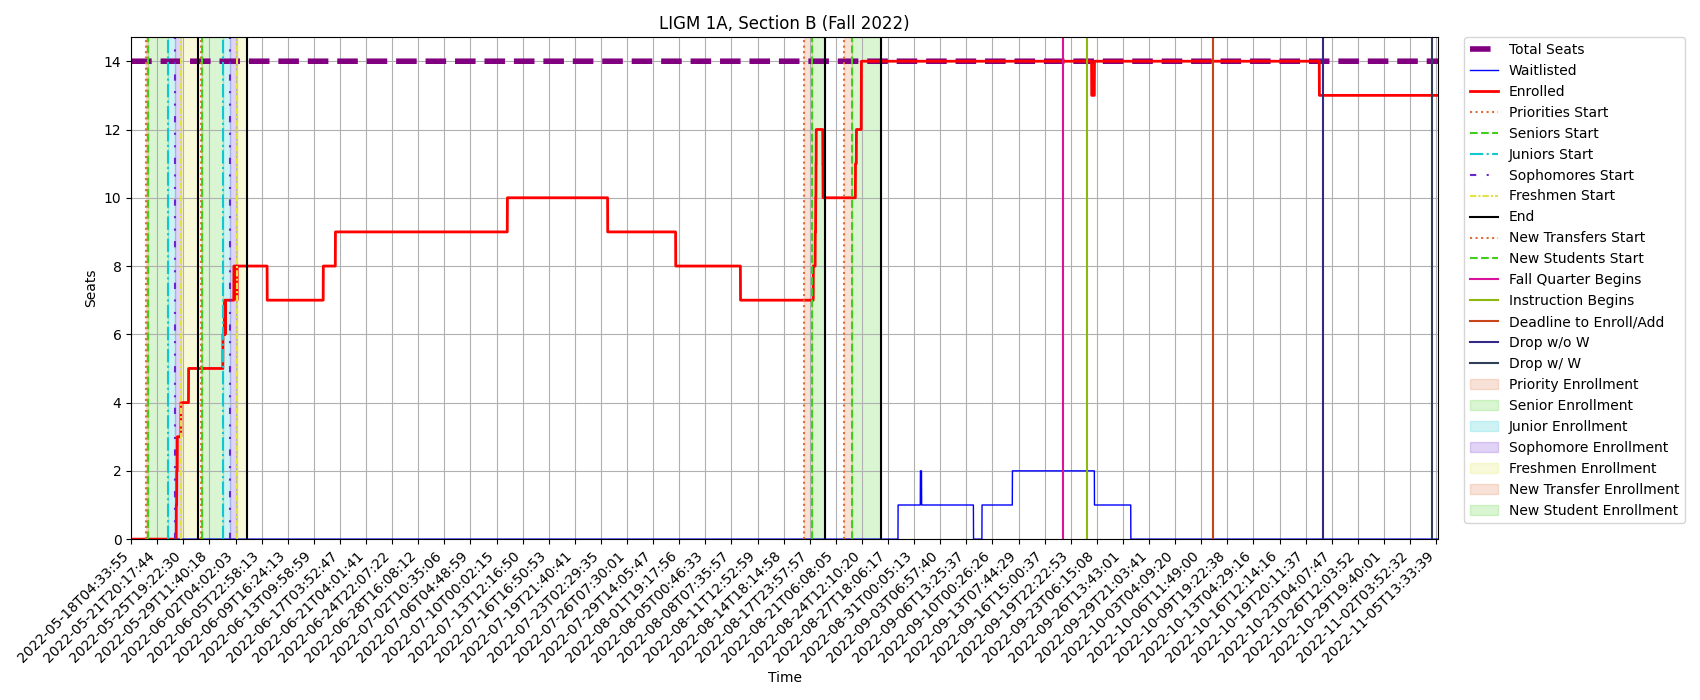 LIGM 1A, Section B (Fall 2022)
Seats
14
12
10
8
6
4
2
0
2022-05-18T04:33:55
2022-05-21T20:17:44
2022-05-25T19:22:30
2022-05-29T11:40:18
2022-06-02T04:02:03
2022-06-05T22:58:13
2022-06-09T16:24:13
2022-06-13T09:58:59
2022-06-17T03:52:47
2022-06-21T04:01:41
2022-06-24T22:07:22
2022-06-28T16:08:12
2022-07-02T10:35:06
2022-07-06T04:48:59
2022-07-10T00:02:15
2022-07-13T12:16:50
2022-07-16T16:50:53
2022-07-19T21:40:41
2022-07-23T02:29:35
2022-07-26T07:30:01
2022-07-29T14:05:47
2022-08-01T19:17:56
2022-08-05T00:46:33
2022-08-08T07:35:57
2022-08-11T12:52:59
2022-08-14T18:14:58
2022-08-17T23:57:57
2022-08-21T06:08:05
2022-08-24T12:10:20
2022-08-27T18:06:17
2022-08-31T00:05:13
2022-09-03T06:57:40
2022-09-06T13:25:37
2022-09-10T00:26:26
2022-09-13T07:44:29
2022-09-16T15:00:37
2022-09-19T22:22:53
2022-09-23T06:15:08
2022-09-26T13:43:01
2022-09-29T21:03:41
2022-10-03T04:09:20
2022-10-06T11:49:00
2022-10-09T19:22:38
2022-10-13T04:29:16
2022-10-16T12:14:16
2022-10-19T20:11:37
2022-10-23T04:07:47
2022-10-26T12:03:52
2022-10-29T19:40:01
2022-11-02T03:52:32
2022-11-05T13:33:39
Time
Total Seats
Waitlisted
Enrolled
Priorities Start
Seniors Start
Juniors Start
Sophomores Start
Freshmen Start
End
New Transfers Start
New Students Start
Fall Quarter Begins
Instruction Begins
Deadline to Enroll/Add
Drop w/o W
Drop w/ W
Priority Enrollment
Senior Enrollment
Junior Enrollment
Sophomore Enrollment
Freshmen Enrollment
New Transfer Enrollment
New Student Enrollment